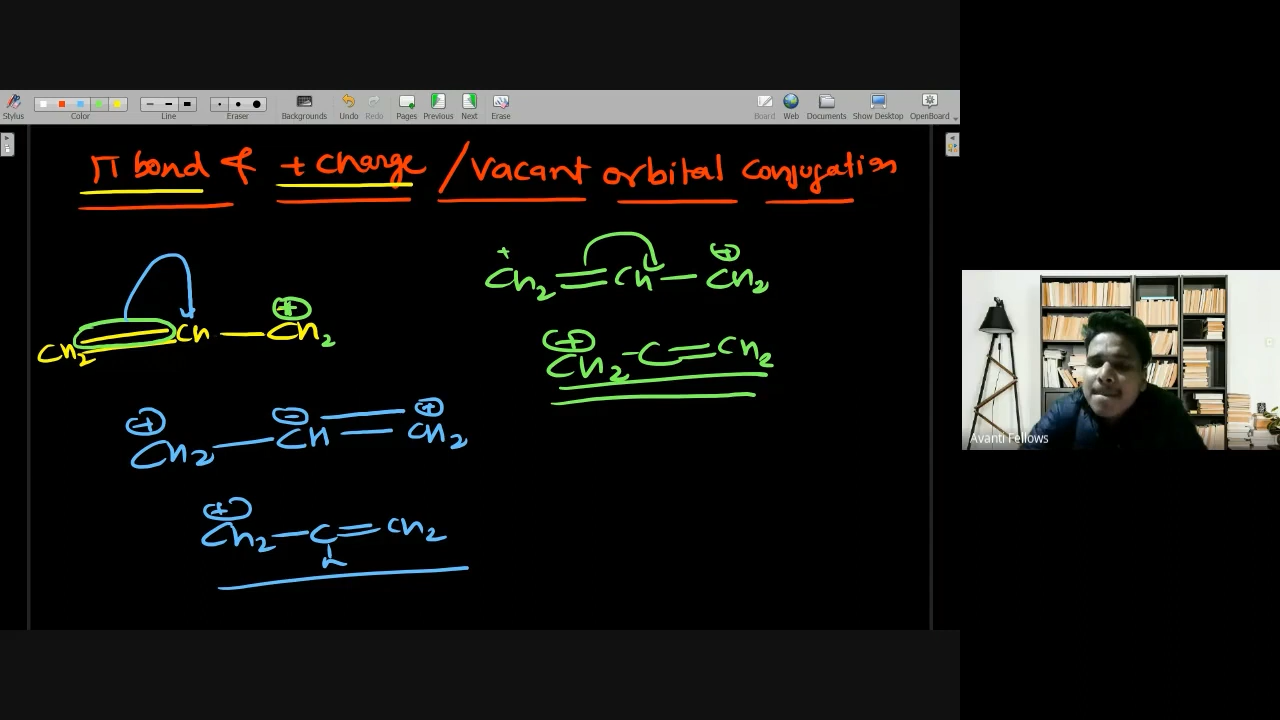 Stylus Color Line Eraser Backgrounds Undo Redo Pages Previous Next Erase Board Web Documents Show Desktop OpenBoard
Π bond & + charge / Vacant orbital conjugation
CH2 = CH — CH2 +
+ CH2 = CH — CH2 +
+ CH2 — C = CH2
+ CH2 — CH − = CH2 +
+ CH2 — C = CH2
H
Avanti Fellows